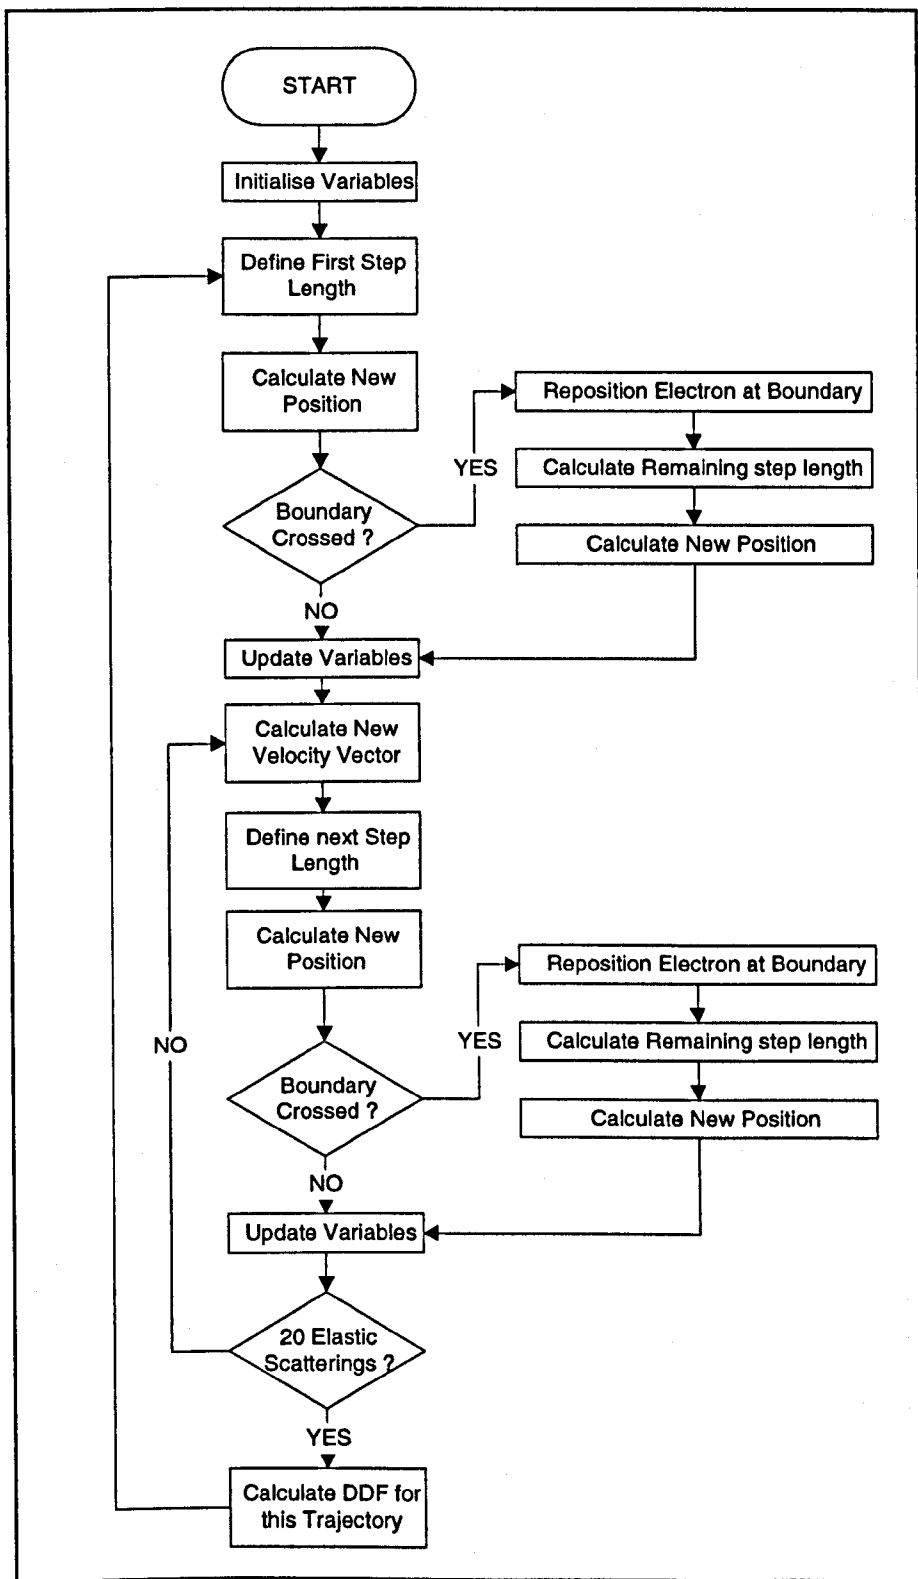 START
Initialise Variables
Define First Step
Length
Calculate New
Position
Reposition Electron at Boundary
YES
Calculate Remaining step length
Boundary
Crossed ?
Calculate New Position
NO
Update Variables
Calculate New
Velocity Vector
Define next Step
Length
Calculate New
Position
Reposition Electron at Boundary
NO
YES
Calculate Remaining step length
Boundary
Crossed ?
Calculate New Position
NO
Update Variables
20 Elastic
Scatterings ?
YES
Calculate DDF for
this Trajectory